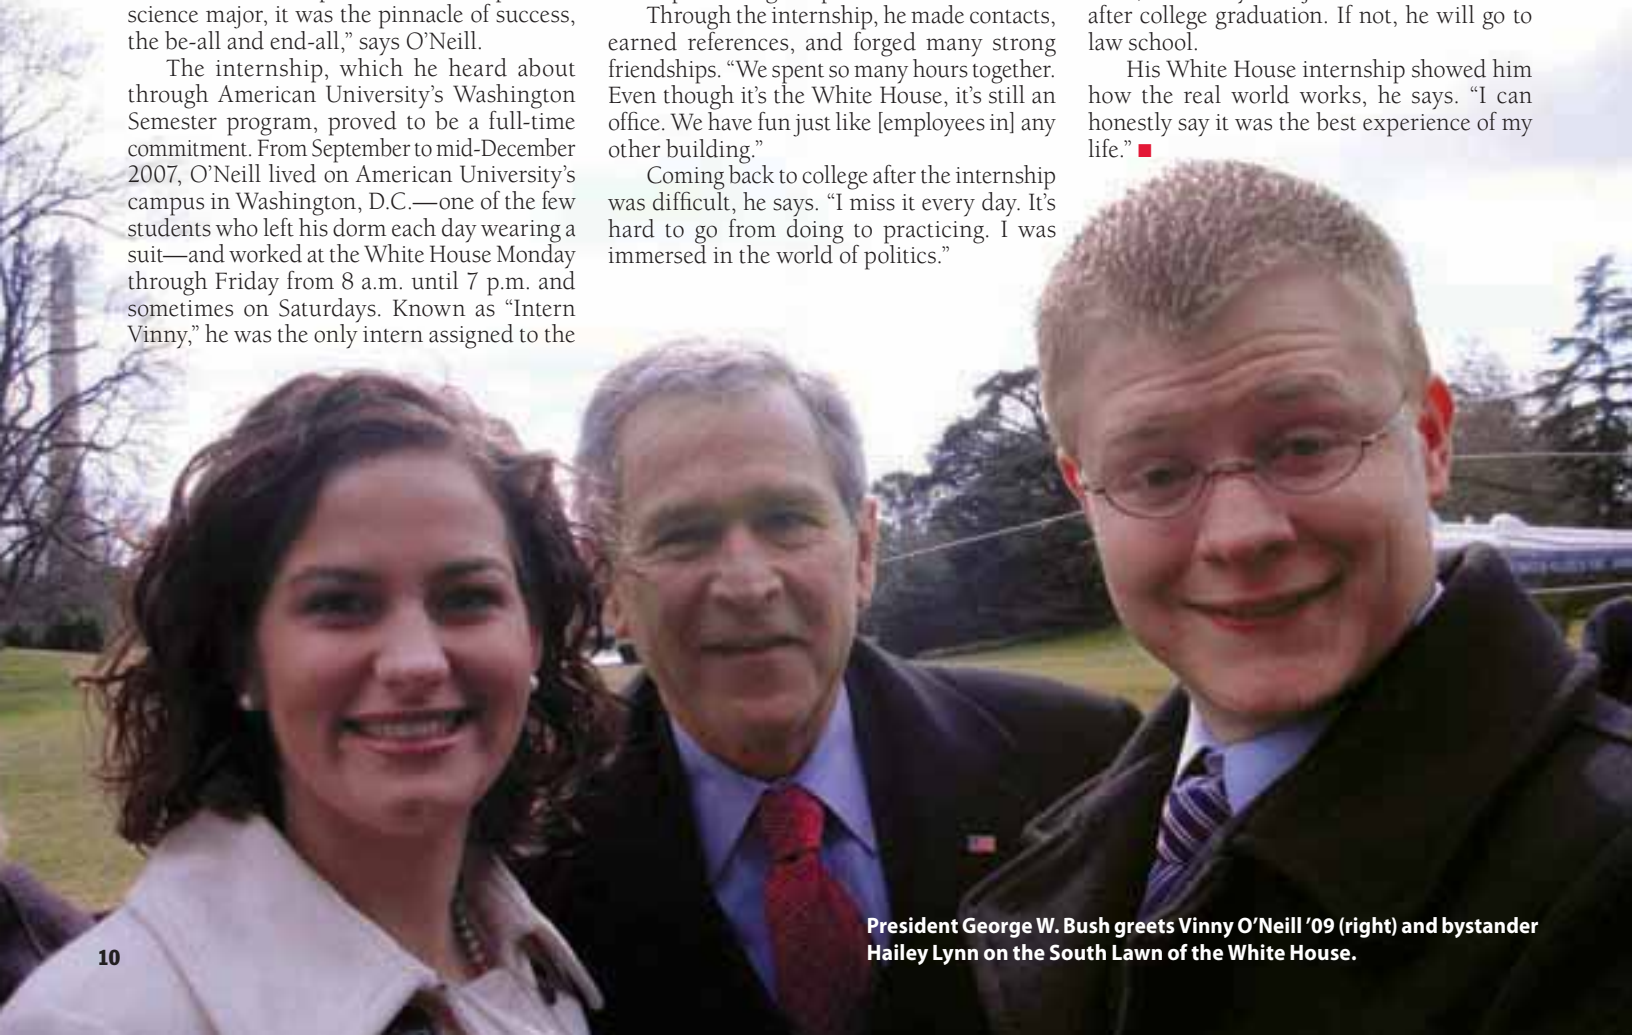 science major, it was the pinnacle of success,
the be-all and end-all,” says O’Neill.
The internship, which he heard about
through American University’s Washington
Semester program, proved to be a full-time
commitment. From September to mid-December
2007, O’Neill lived on American University’s
campus in Washington, D.C.—one of the few
students who left his dorm each day wearing a
suit—and worked at the White House Monday
through Friday from 8 a.m. until 7 p.m. and
sometimes on Saturdays. Known as “Intern
Vinny,” he was the only intern assigned to the
Through the internship, he made contacts,
earned references, and forged many strong
friendships. “We spent so many hours together.
Even though it’s the White House, it’s still an
office. We have fun just like [employees in] any
other building.”
Coming back to college after the internship
was difficult, he says. “I miss it every day. It’s
hard to go from doing to practicing. I was
immersed in the world of politics.”
after college graduation. If not, he will go to
law school.
His White House internship showed him
how the real world works, he says. “I can
honestly say it was the best experience of my
life.” ■
President George W. Bush greets Vinny O’Neill ’09 (right) and bystander
Hailey Lynn on the South Lawn of the White House.
10